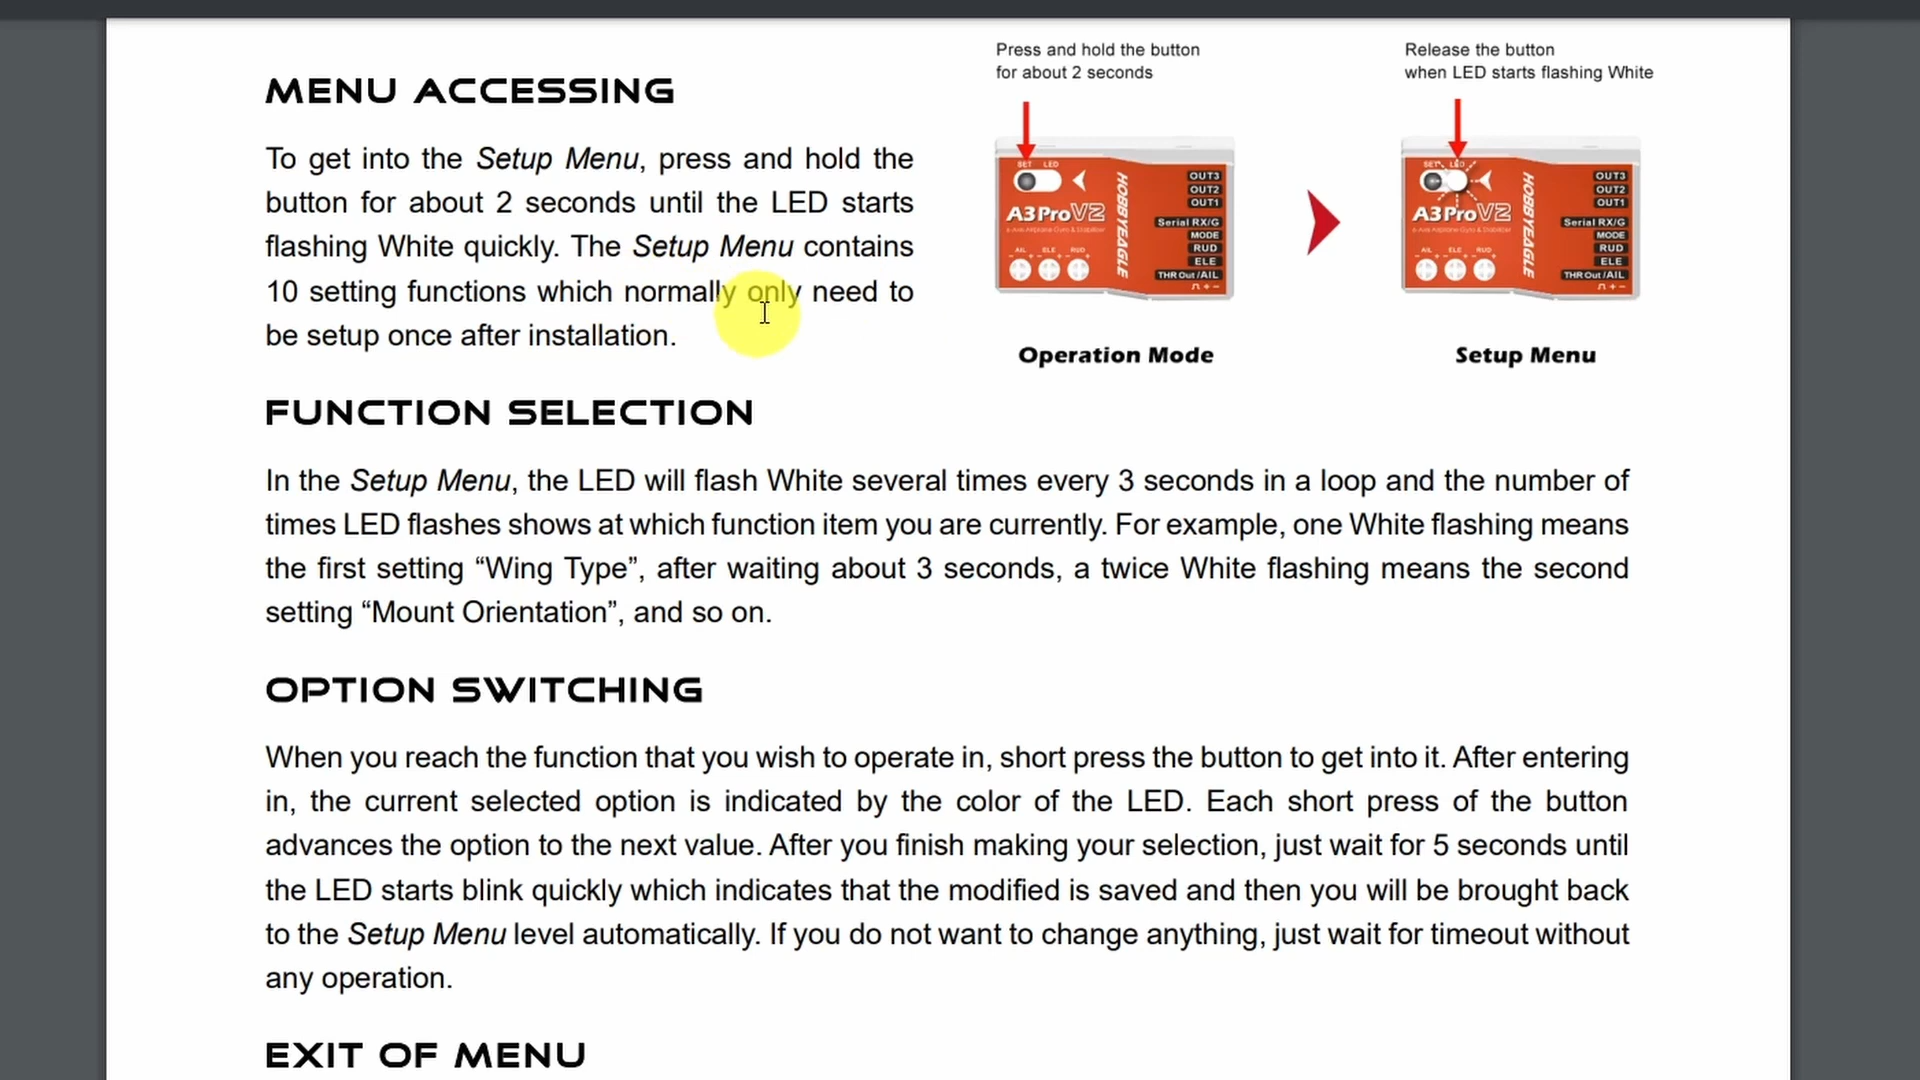 MENU ACCESSING
To get into the Setup Menu, press and hold the
button for about 2 seconds until the LED starts
flashing White quickly. The Setup Menu contains
10 setting functions which normally only need to
be setup once after installation.
Press and hold the button
for about 2 seconds
SET LED
A3ProV2
6-Axis Airplane Gyro & Stabilizer
AIL ELE RUD
HOBBYEAGLE
OUT3
OUT2
OUT1
Serial RX/G
MODE
RUD
ELE
THR Out /AIL
Operation Mode
Release the button
when LED starts flashing White
SET LED
A3ProV2
6-Axis Airplane Gyro & Stabilizer
AIL ELE RUD
HOBBYEAGLE
OUT3
OUT2
OUT1
Serial RX/G
MODE
RUD
ELE
THR Out /AIL
Setup Menu
FUNCTION SELECTION
In the Setup Menu, the LED will flash White several times every 3 seconds in a loop and the number of
times LED flashes shows at which function item you are currently. For example, one White flashing means
the first setting “Wing Type”, after waiting about 3 seconds, a twice White flashing means the second
setting “Mount Orientation”, and so on.
OPTION SWITCHING
When you reach the function that you wish to operate in, short press the button to get into it. After entering
in, the current selected option is indicated by the color of the LED. Each short press of the button
advances the option to the next value. After you finish making your selection, just wait for 5 seconds until
the LED starts blink quickly which indicates that the modified is saved and then you will be brought back
to the Setup Menu level automatically. If you do not want to change anything, just wait for timeout without
any operation.
EXIT OF MENU